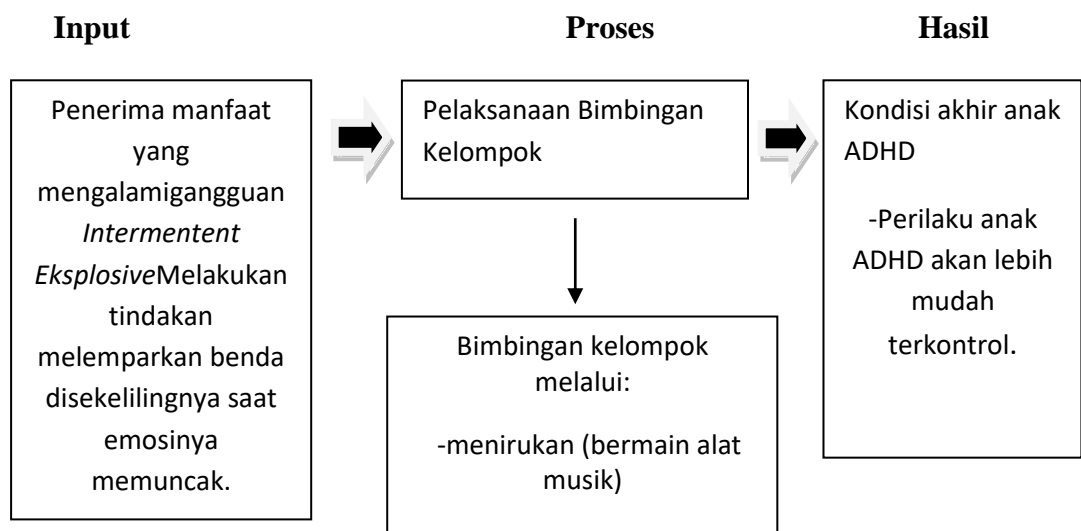 Input
Proses
Hasil
Penerima manfaat
yang
mengalamigangguan
Intermentent
EksplosiveMelakukan
tindakan
melemparkan benda
disekelilingnya saat
emosinya
memuncak.
Pelaksanaan Bimbingan
Kelompok
Bimbingan kelompok
melalui:
-menirukan (bermain alat
musik)
Kondisi akhir anak
ADHD
-Perilaku anak
ADHD akan lebih
mudah
terkontrol.